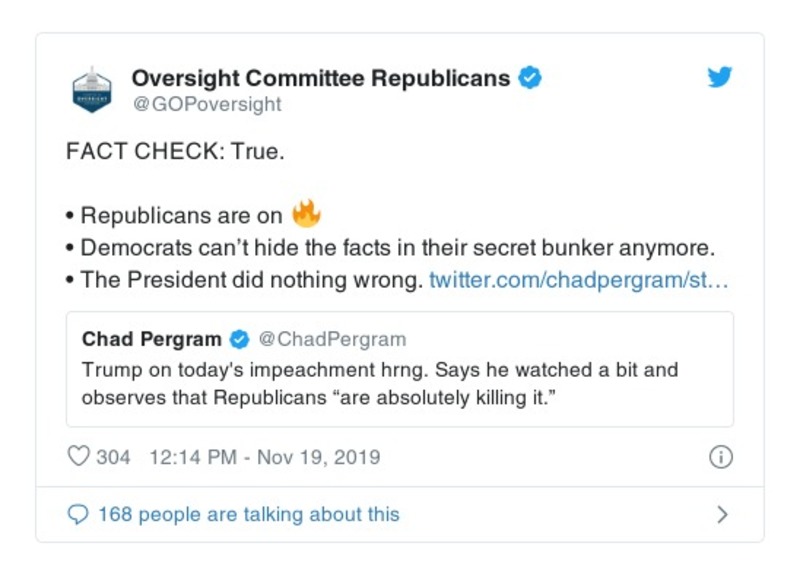 Oversight Committee Republicans
@GOPoversight
FACT CHECK: True.
• Republicans are on 🔥
• Democrats can’t hide the facts in their secret bunker anymore.
• The President did nothing wrong. twitter.com/chadpergram/st…
Chad Pergram @ChadPergram
Trump on today's impeachment hrng. Says he watched a bit and
observes that Republicans “are absolutely killing it.”
304 12:14 PM - Nov 19, 2019
168 people are talking about this